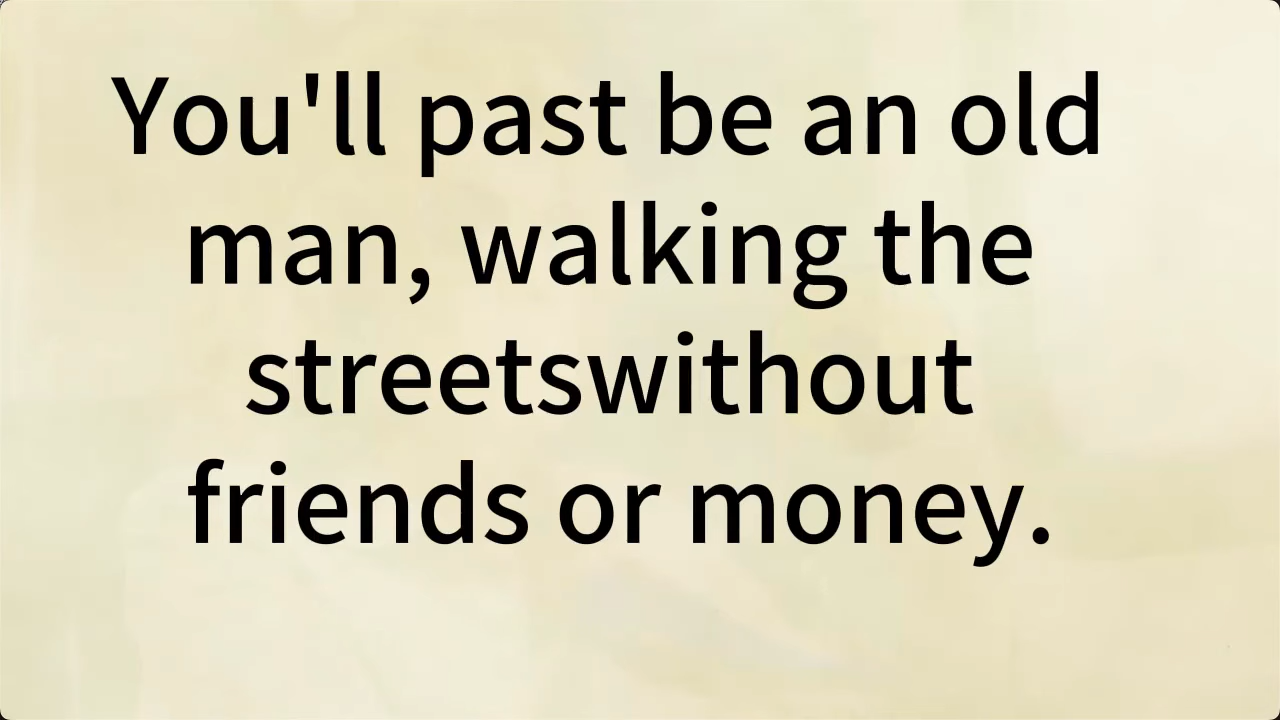 You'll past be an old
man, walking the
streetswithout
friends or money.